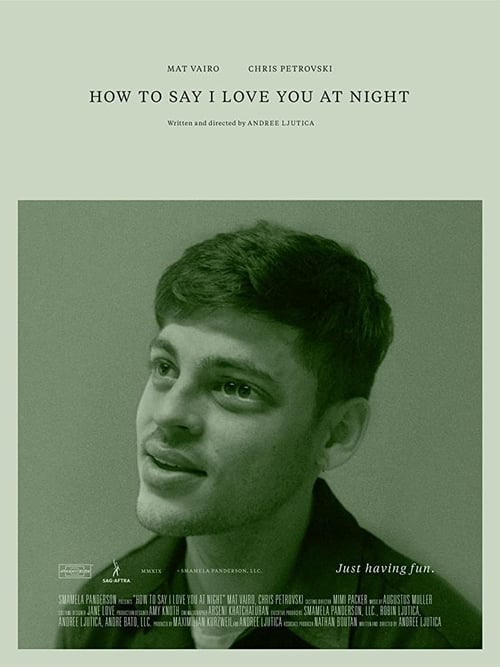 MAT VAIRO CHRIS PETROVSKI
HOW TO SAY I LOVE YOU AT NIGHT
Written and directed by ANDREE LJUTICA
SAG-AFTRA MMXIX SMAMELA PANDERSON, LLC. Just having fun.
SMAMELA PANDERSON PRESENTS "HOW TO SAY I LOVE YOU AT NIGHT" MAT VAIRO, CHRIS PETROVSKI CASTING DIRECTOR MIMI PACKER MUSIC BY AUGUSTUS MULLER
COSTUME DESIGNER JANE LOVE PRODUCTION DESIGNER AMY KNOTH CINEMATOGRAPHER ARSENI KHATCHATURAN EXECUTIVE PRODUCERS SMAMELA PANDERSON, LLC., ROBIN LJUTICA,
ANDREE LJUTICA, ANDRE BATO, LLC. PRODUCED BY MAXIMILIAN KURZWEIL AND ANDREE LJUTICA ASSOCIATE PRODUCER NATHAN BOUTAN WRITTEN AND DIRECTED BY ANDREE LJUTICA